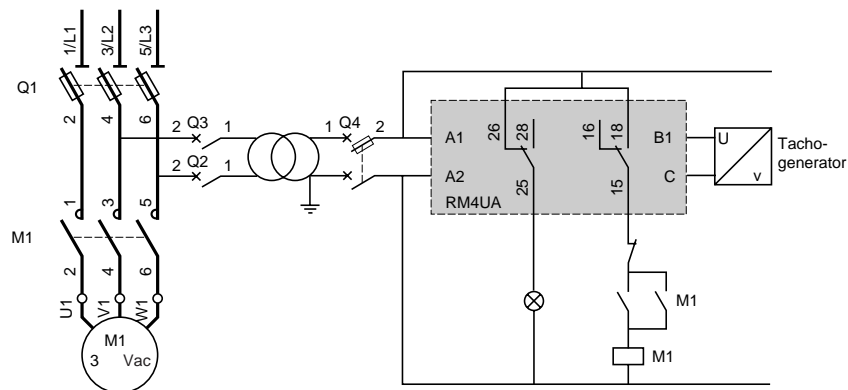 1/L1
3/L2
5/L3
Q1
2
4
6
2 Q3 1
2 Q2 1
1 Q4 2
A1
A2
RM4UA
26
28
25
16
18
15
B1
C
U
v
Tacho-
generator
1
3
5
M1
2
4
6
U1
V1
W1
M1
3 Vac
M1
M1